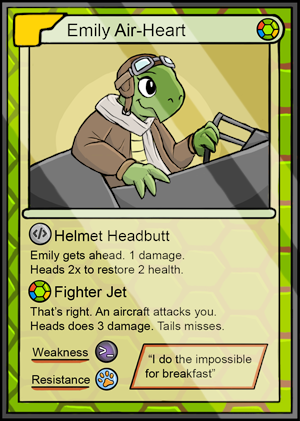 Emily Air-Heart
</> Helmet Headbutt
Emily gets ahead. 1 damage.
Heads 2x to restore 2 health.
Fighter Jet
That's right. An aircraft attacks you.
Heads does 3 damage. Tails misses.
Weakness
Resistance
“I do the impossible
for breakfast”